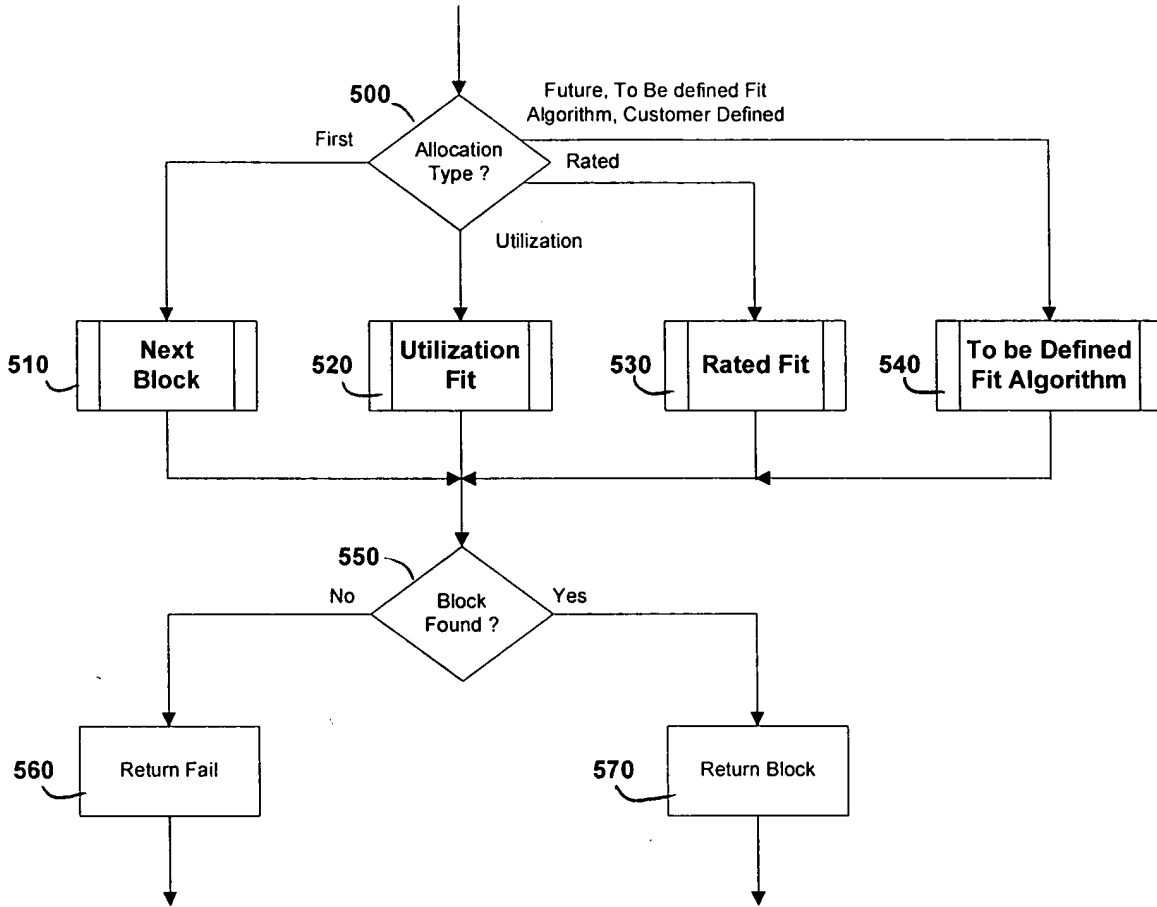 500
Future, To Be defined Fit
Algorithm, Customer Defined
First
Allocation
Type ?
Rated
Utilization
510
Next
Block
520
Utilization
Fit
530
Rated Fit
540
To be Defined
Fit Algorithm
550
No
Block
Found ?
Yes
560
Return Fail
570
Return Block